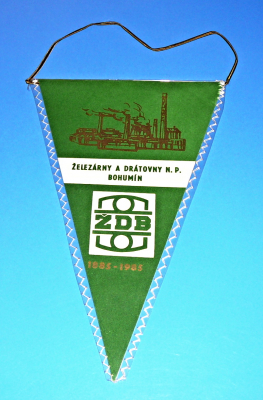 ŽELEZÁRNY A DRÁTOVNY N. P.
BOHUMÍN
ŽDB
1885-1985